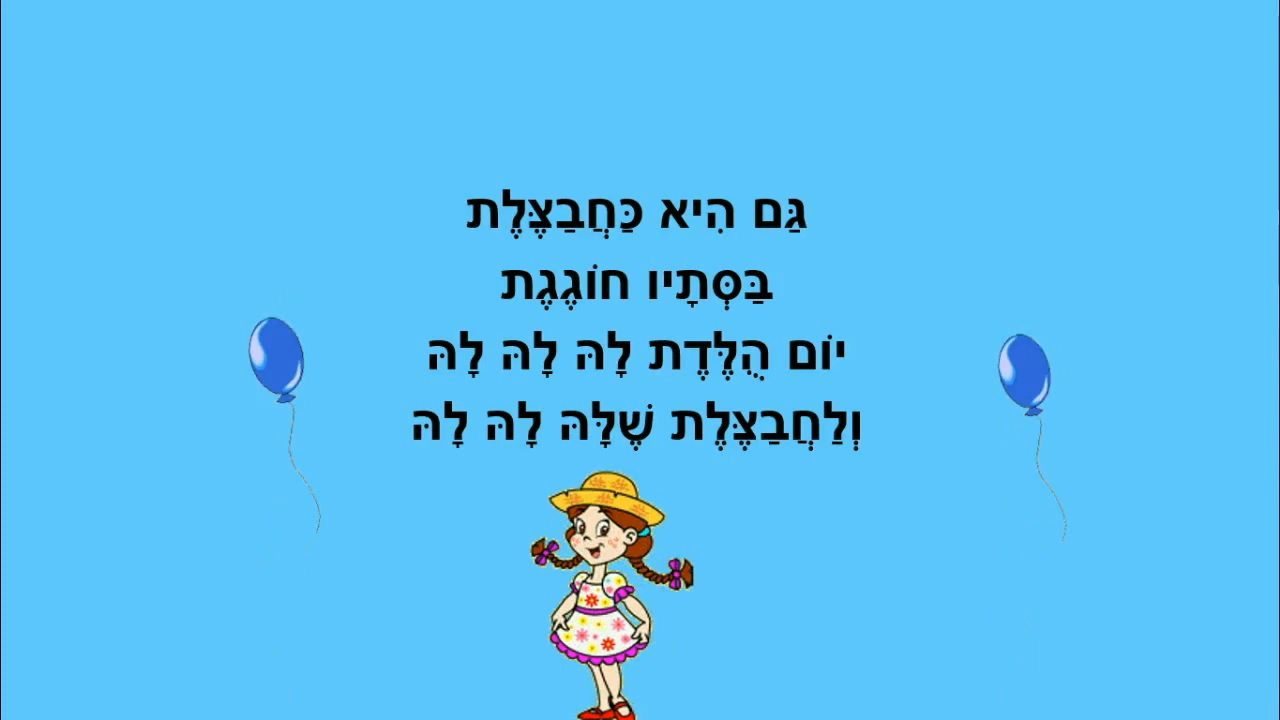 גַּם הִיא כַּחֲבַצֶּלֶת
בַּסְּתָיו חוֹגֶגֶת
יוֹם הֻלֶּדֶת לָהּ לָהּ לָהּ
וְלַחֲבַצֶּלֶת שֶׁלָּהּ לָהּ לָהּ